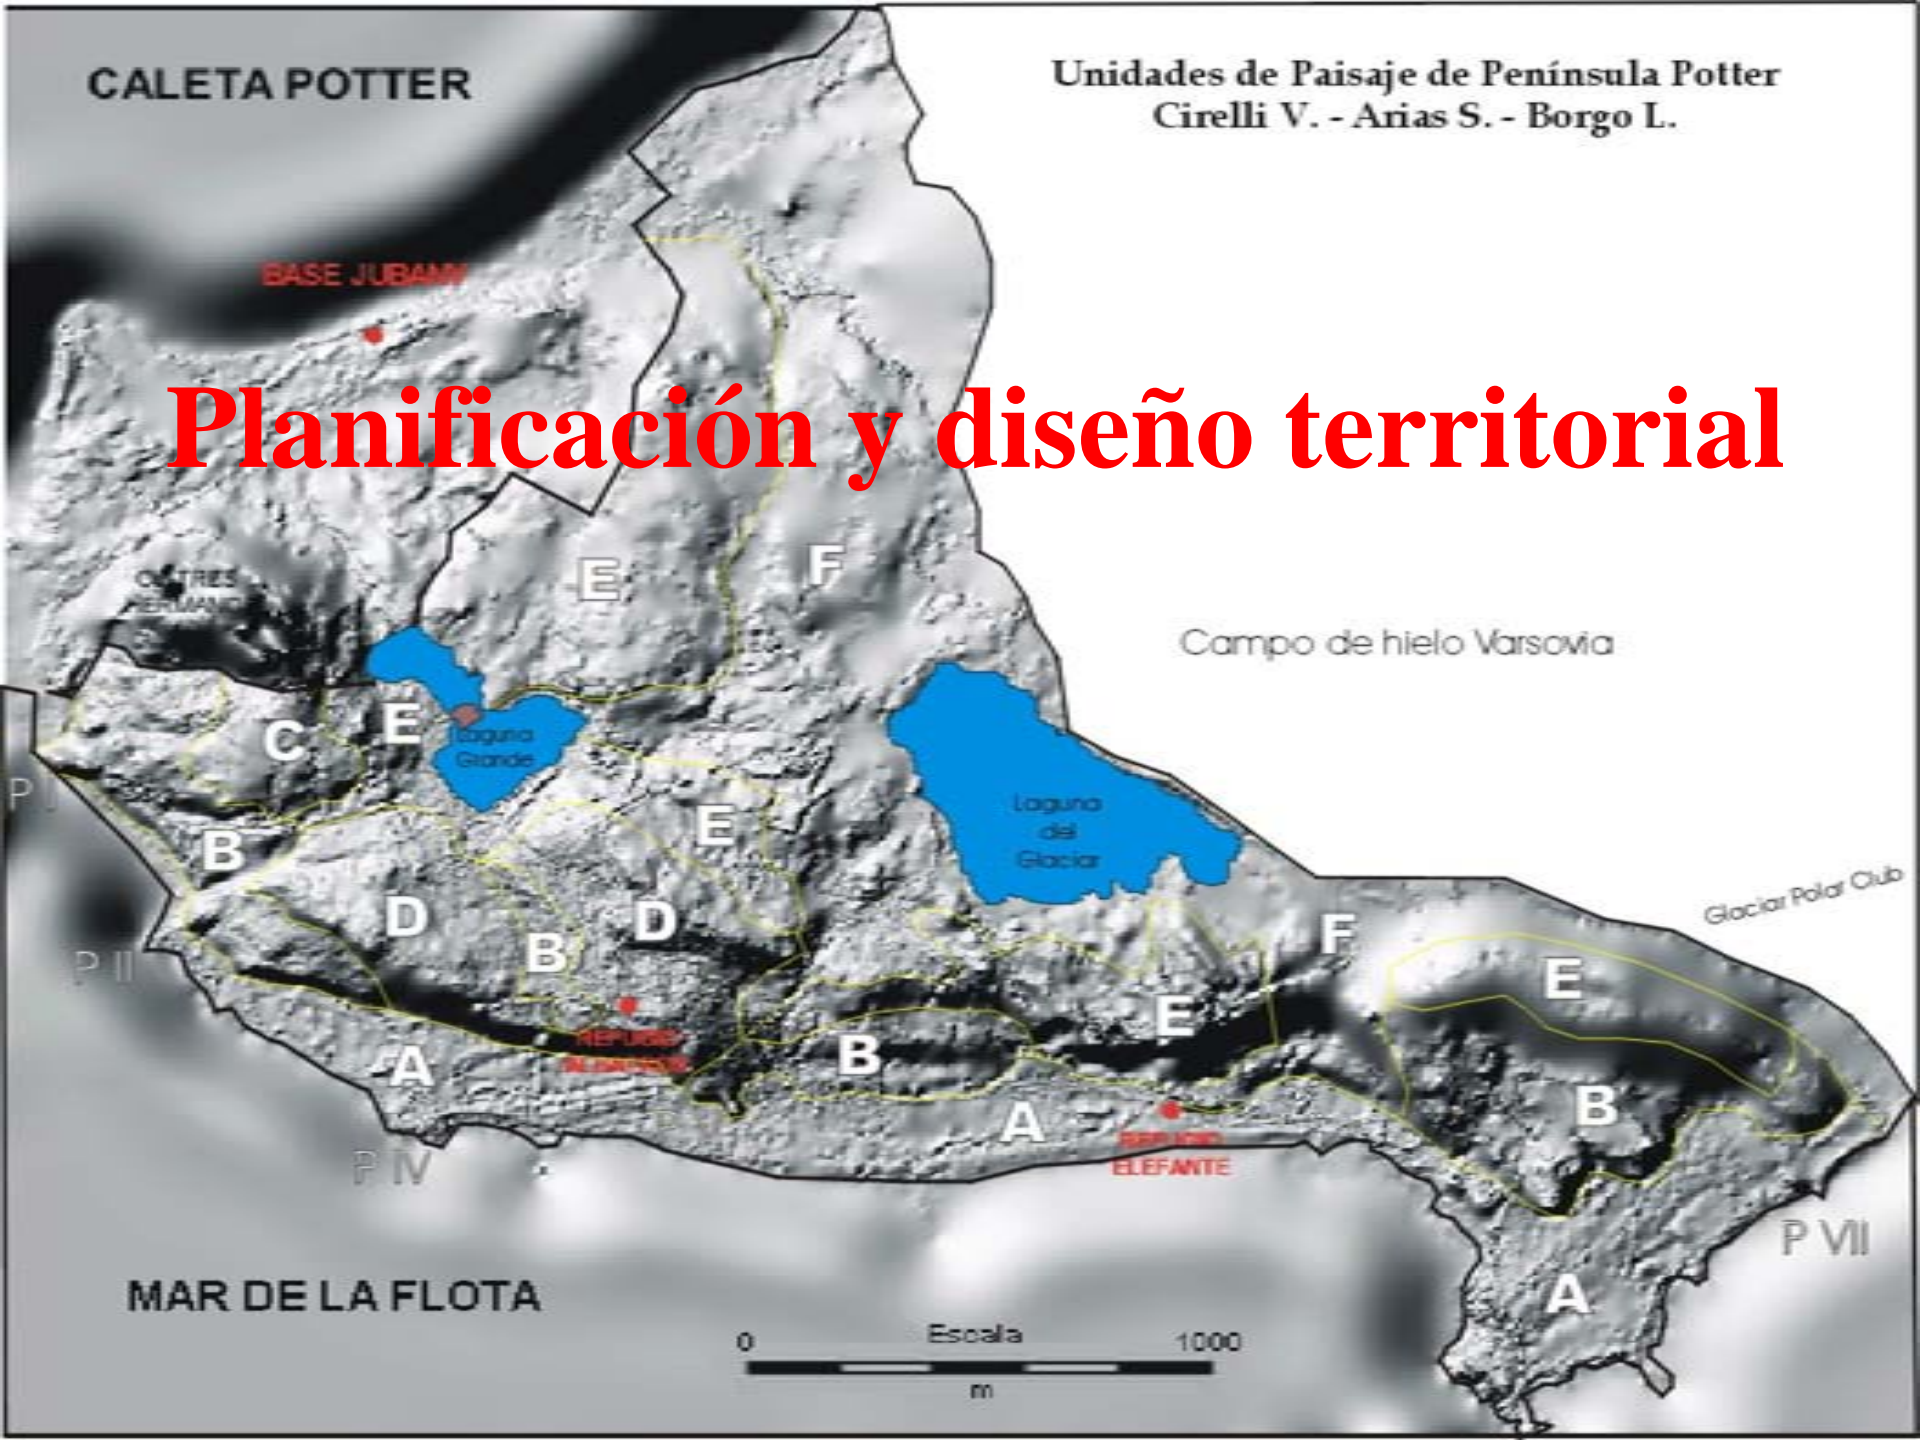 CALETA POTTER
Unidades de Paisaje de Península Potter
Cirelli V. - Arias S. - Borgo L.
BASE JUBANY
Planificación y diseño territorial
TRES
E
F
Campo de hielo Varsovia
C
E
Laguna
Grande
P I
Laguna
del
Glaciar
E
B
Glaciar Polar Club
D
D
B
F
P II
E
E
REFUGIO
A
B
B
A
REFUGIO
ELEFANTE
P IV
P VII
MAR DE LA FLOTA
A
0 Escala 1000
m